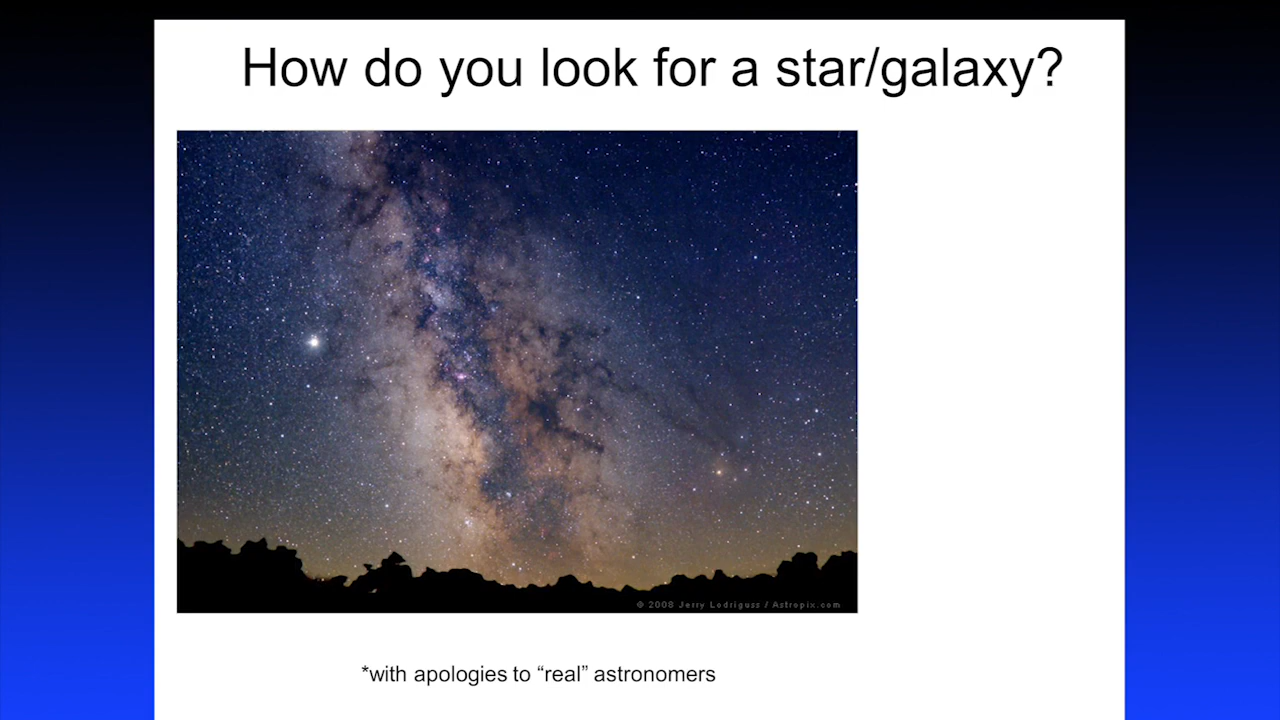 How do you look for a star/galaxy?
© 2008 Jerry Lodriguss / Astropix.com
*with apologies to “real” astronomers